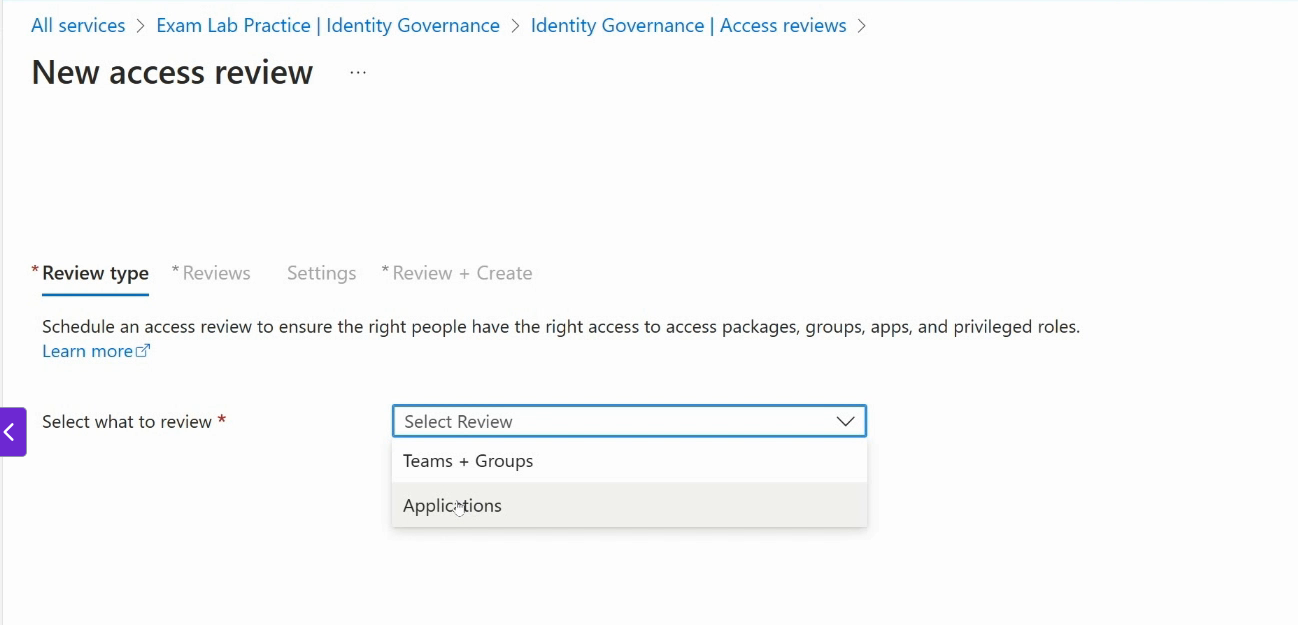 All services > Exam Lab Practice | Identity Governance > Identity Governance | Access reviews >
New access review ...
* Review type * Reviews Settings * Review + Create
Schedule an access review to ensure the right people have the right access to access packages, groups, apps, and privileged roles.
Learn more
Select what to review * Select Review
Teams + Groups
Applications